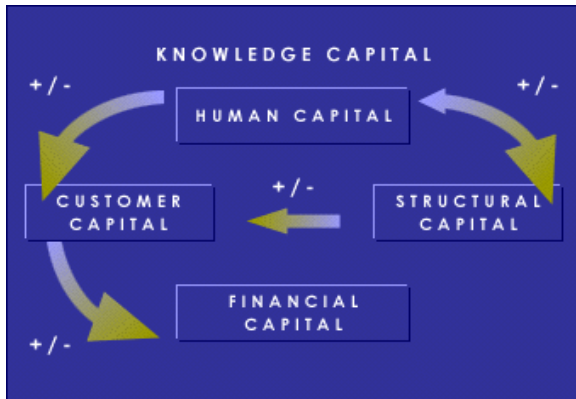 KNOWLEDGE CAPITAL
+/-
+/-
HUMAN CAPITAL
+/-
CUSTOMER
CAPITAL
STRUCTURAL
CAPITAL
FINANCIAL
CAPITAL
+/-